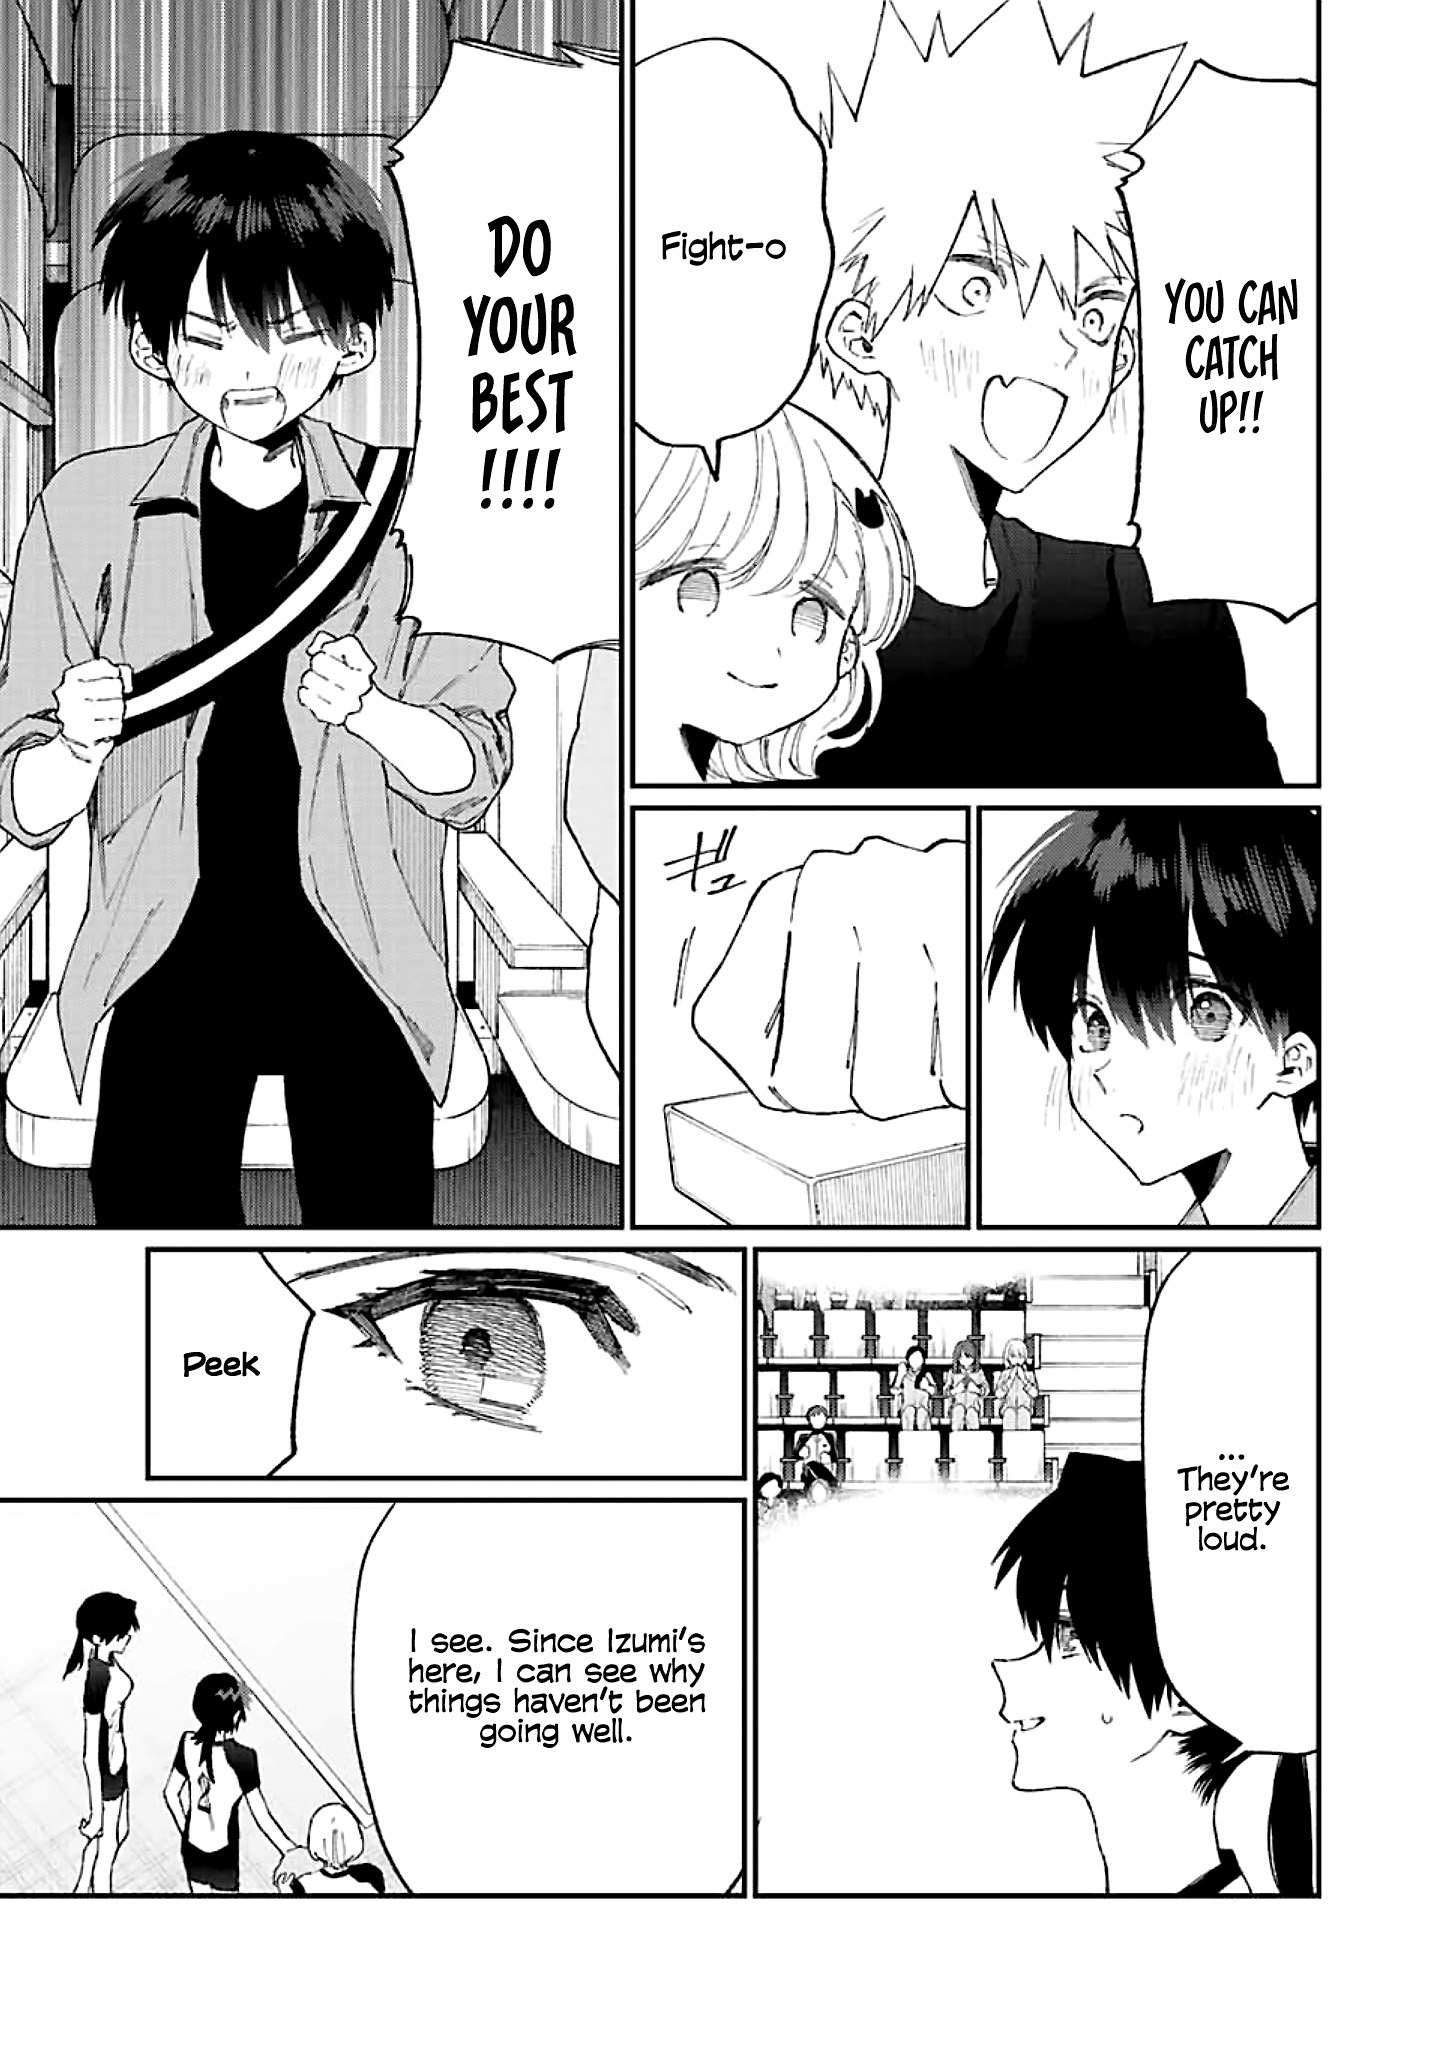 YOU CAN
CATCH
UP!!
Fight-o
DO
YOUR
BEST
!!!!
ギュ
...
They're
pretty
loud.
Peek
I see. Since Izumi's
here, I can see why
things haven't been
going well.